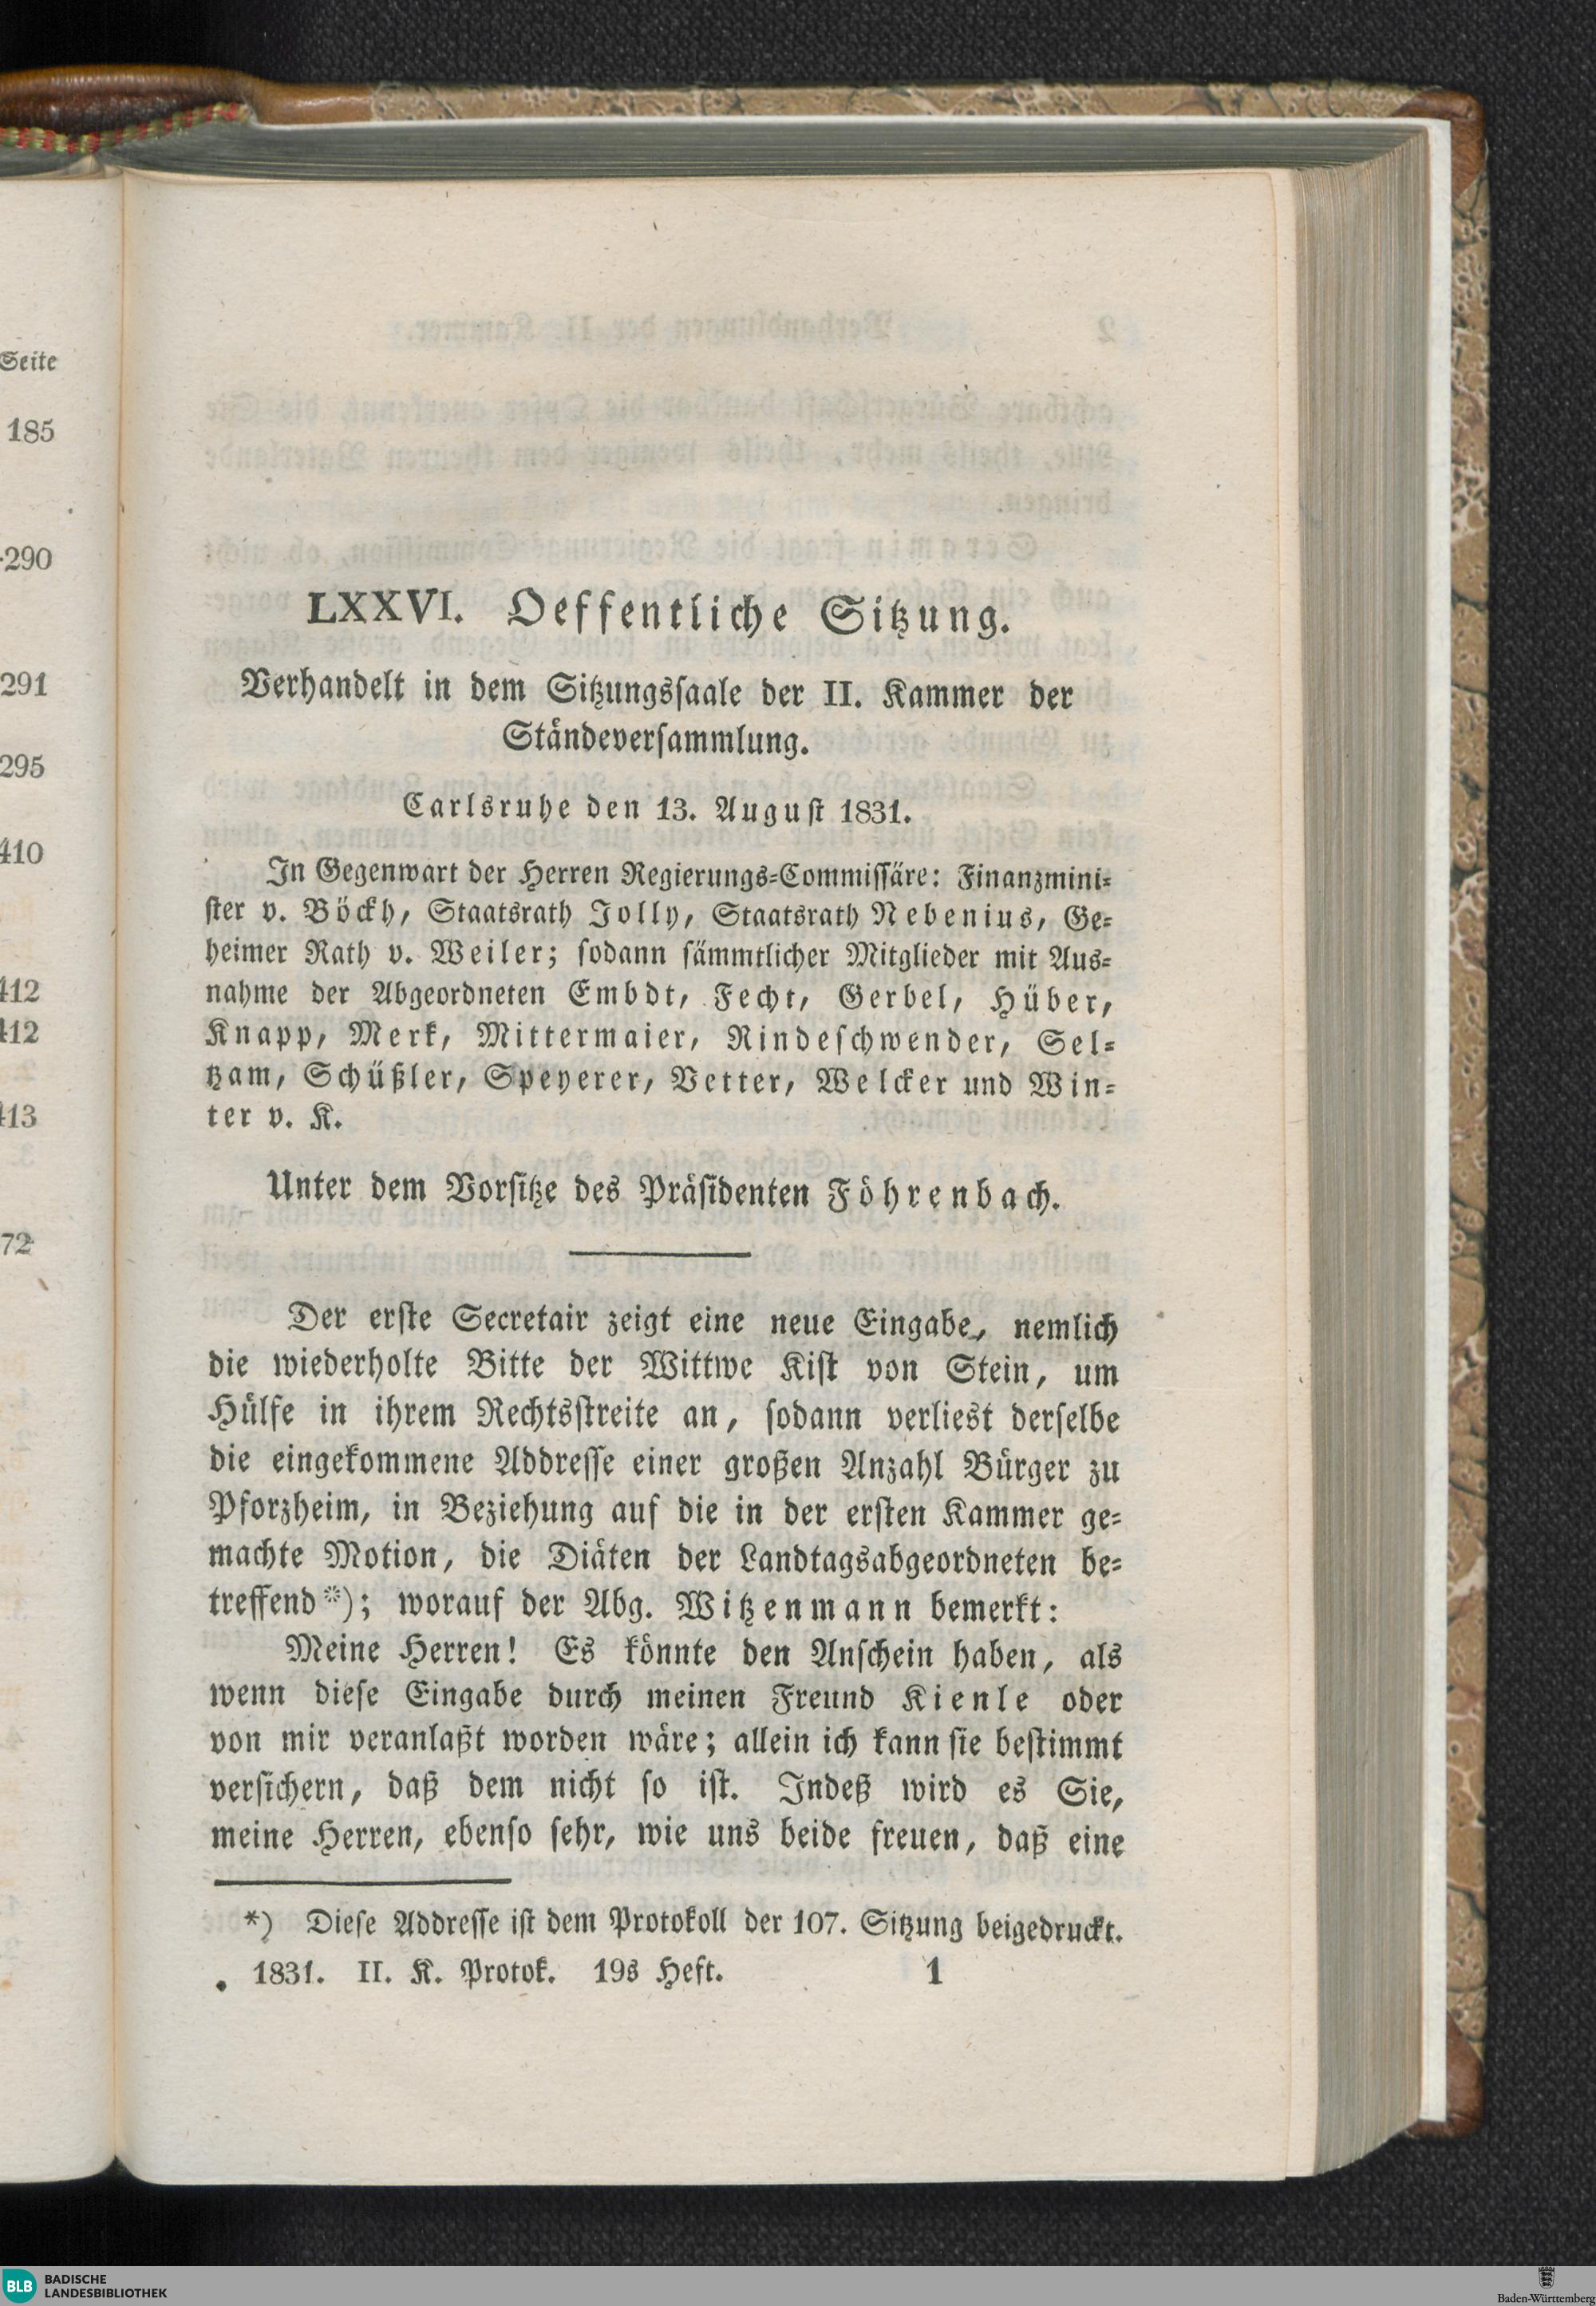 Seite
185
290
291
295
410
412
412
413
72
LXXVI. Oeffentliche Sitzung.
Verhandelt in dem Sitzungssaale der II. Kammer der
Ständeversammlung.
Carlsruhe den 13. August 1831.
In Gegenwart der Herren Regierungs-Commissäre: Finanzmini-
ster v. Böckh, Staatsrath Jolly, Staatsrath Nebenius, Ge-
heimer Rath v. Weiler; sodann sämmtlicher Mitglieder mit Aus-
nahme der Abgeordneten Embdt, Fecht, Gerbel, Hüber,
Knapp, Merk, Mittermaier, Rindeschwender, Sel-
tzam, Schüßler, Speyerer, Vetter, Welcker und Win-
ter v. K.
Unter dem Vorsitze des Präsidenten Föhrenbach.
Der erste Secretair zeigt eine neue Eingabe, nemlich
die wiederholte Bitte der Wittwe Kist von Stein, um
Hülfe in ihrem Rechtsstreite an, sodann verliest derselbe
die eingekommene Addresse einer großen Anzahl Bürger zu
Pforzheim, in Beziehung auf die in der ersten Kammer ge-
machte Motion, die Diäten der Landtagsabgeordneten be-
treffend*); worauf der Abg. Witzenmann bemerkt:
Meine Herren! Es könnte den Anschein haben, als
wenn diese Eingabe durch meinen Freund Kienle oder
von mir veranlaßt worden wäre; allein ich kann sie bestimmt
versichern, daß dem nicht so ist. Indeß wird es Sie,
meine Herren, ebenso sehr, wie uns beide freuen, daß eine
*) Diese Addresse ist dem Protokoll der 107. Sitzung beigedruckt.
1831. II. K. Protok. 19s Heft. 1
BLB BADISCHE
LANDESBIBLIOTHEK
Baden-Württemberg